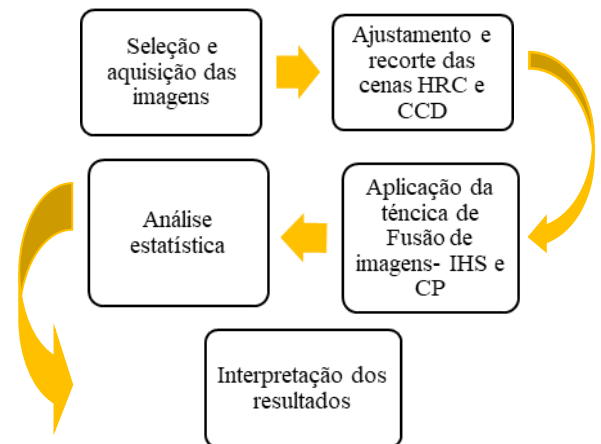 Seleção e
aquisição das
imagens
Ajustamento e
recorte das
cenas HRC e
CCD
Aplicação da
téncica de
Fusão de
imagens- IHS e
CP
Análise
estatística
Interpretação dos
resultados